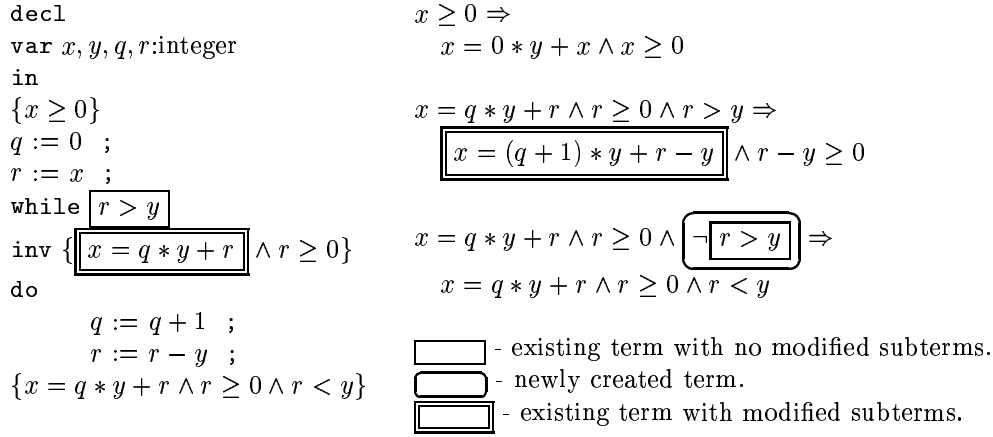 decl
var x, y, q, r:integer
in
{x ≥ 0}
q := 0 ;
r := x ;
while r > y
inv { x = q * y + r ∧ r ≥ 0}
do
q := q + 1 ;
r := r − y ;
{x = q * y + r ∧ r ≥ 0 ∧ r < y}
x ≥ 0 ⇒
x = 0 * y + x ∧ x ≥ 0
x = q * y + r ∧ r ≥ 0 ∧ r > y ⇒
x = (q + 1) * y + r − y ∧ r − y ≥ 0
x = q * y + r ∧ r ≥ 0 ∧ ¬ r > y ⇒
x = q * y + r ∧ r ≥ 0 ∧ r < y
- existing term with no modified subterms.
- newly created term.
- existing term with modified subterms.